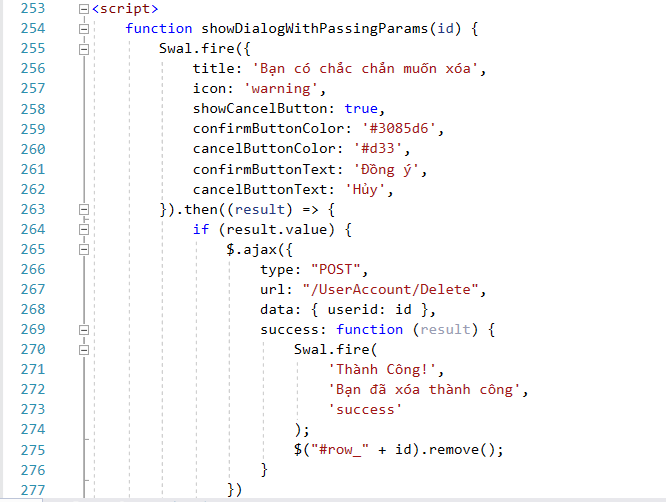 253 <script>
254 function showDialogWithPassingParams(id) {
255 Swal.fire({
256 title: 'Bạn có chắc chắn muốn xóa',
257 icon: 'warning',
258 showCancelButton: true,
259 confirmButtonColor: '#3085d6',
260 cancelButtonColor: '#d33',
261 confirmButtonText: 'Đồng ý',
262 cancelButtonText: 'Hủy',
263 }).then((result) => {
264 if (result.value) {
265 $.ajax({
266 type: "POST",
267 url: "/UserAccount/Delete",
268 data: { userid: id },
269 success: function (result) {
270 Swal.fire(
271 'Thành Công!',
272 'Bạn đã xóa thành công',
273 'success'
274 );
275 $("#row_" + id).remove();
276 }
277 })